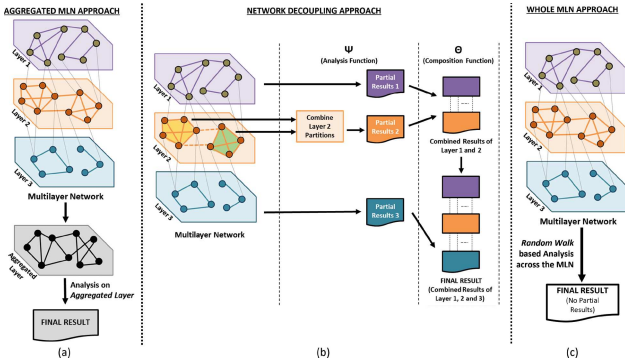 AGGREGATED MLN APPROACH
Layer 1
Layer 2
Layer 3
Multilayer Network
Aggregated
Layer
Analysis on
Aggregated Layer
FINAL RESULT
(a)
NETWORK DECOUPLING APPROACH
Ψ
(Analysis Function)
Θ
(Composition Function)
Layer 1
Layer 2
Layer 3
Multilayer Network
Combine
Layer 2
Partitions
Partial
Results 1
Partial
Results 2
Partial
Results 3
Combined Results of
Layer 1 and 2
FINAL RESULT
(Combined Results of
Layer 1, 2 and 3)
(b)
WHOLE MLN APPROACH
Layer 1
Layer 2
Layer 3
Multilayer Network
Random Walk
based Analysis
across the MLN
FINAL RESULT
(No Partial
Results)
(c)